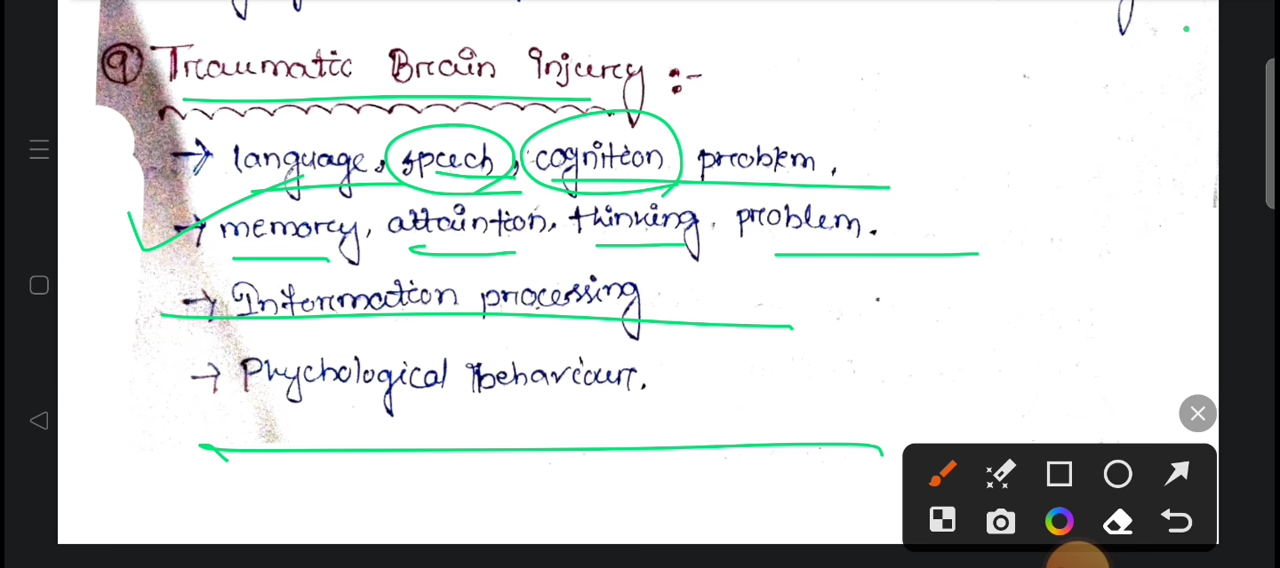 ⑨ Traumatic Brain Injury :-
→ language, speech, cognition problem.
→ memory, attaintion, thinking, problem.
→ Information processing
→ Phychological behaviour.